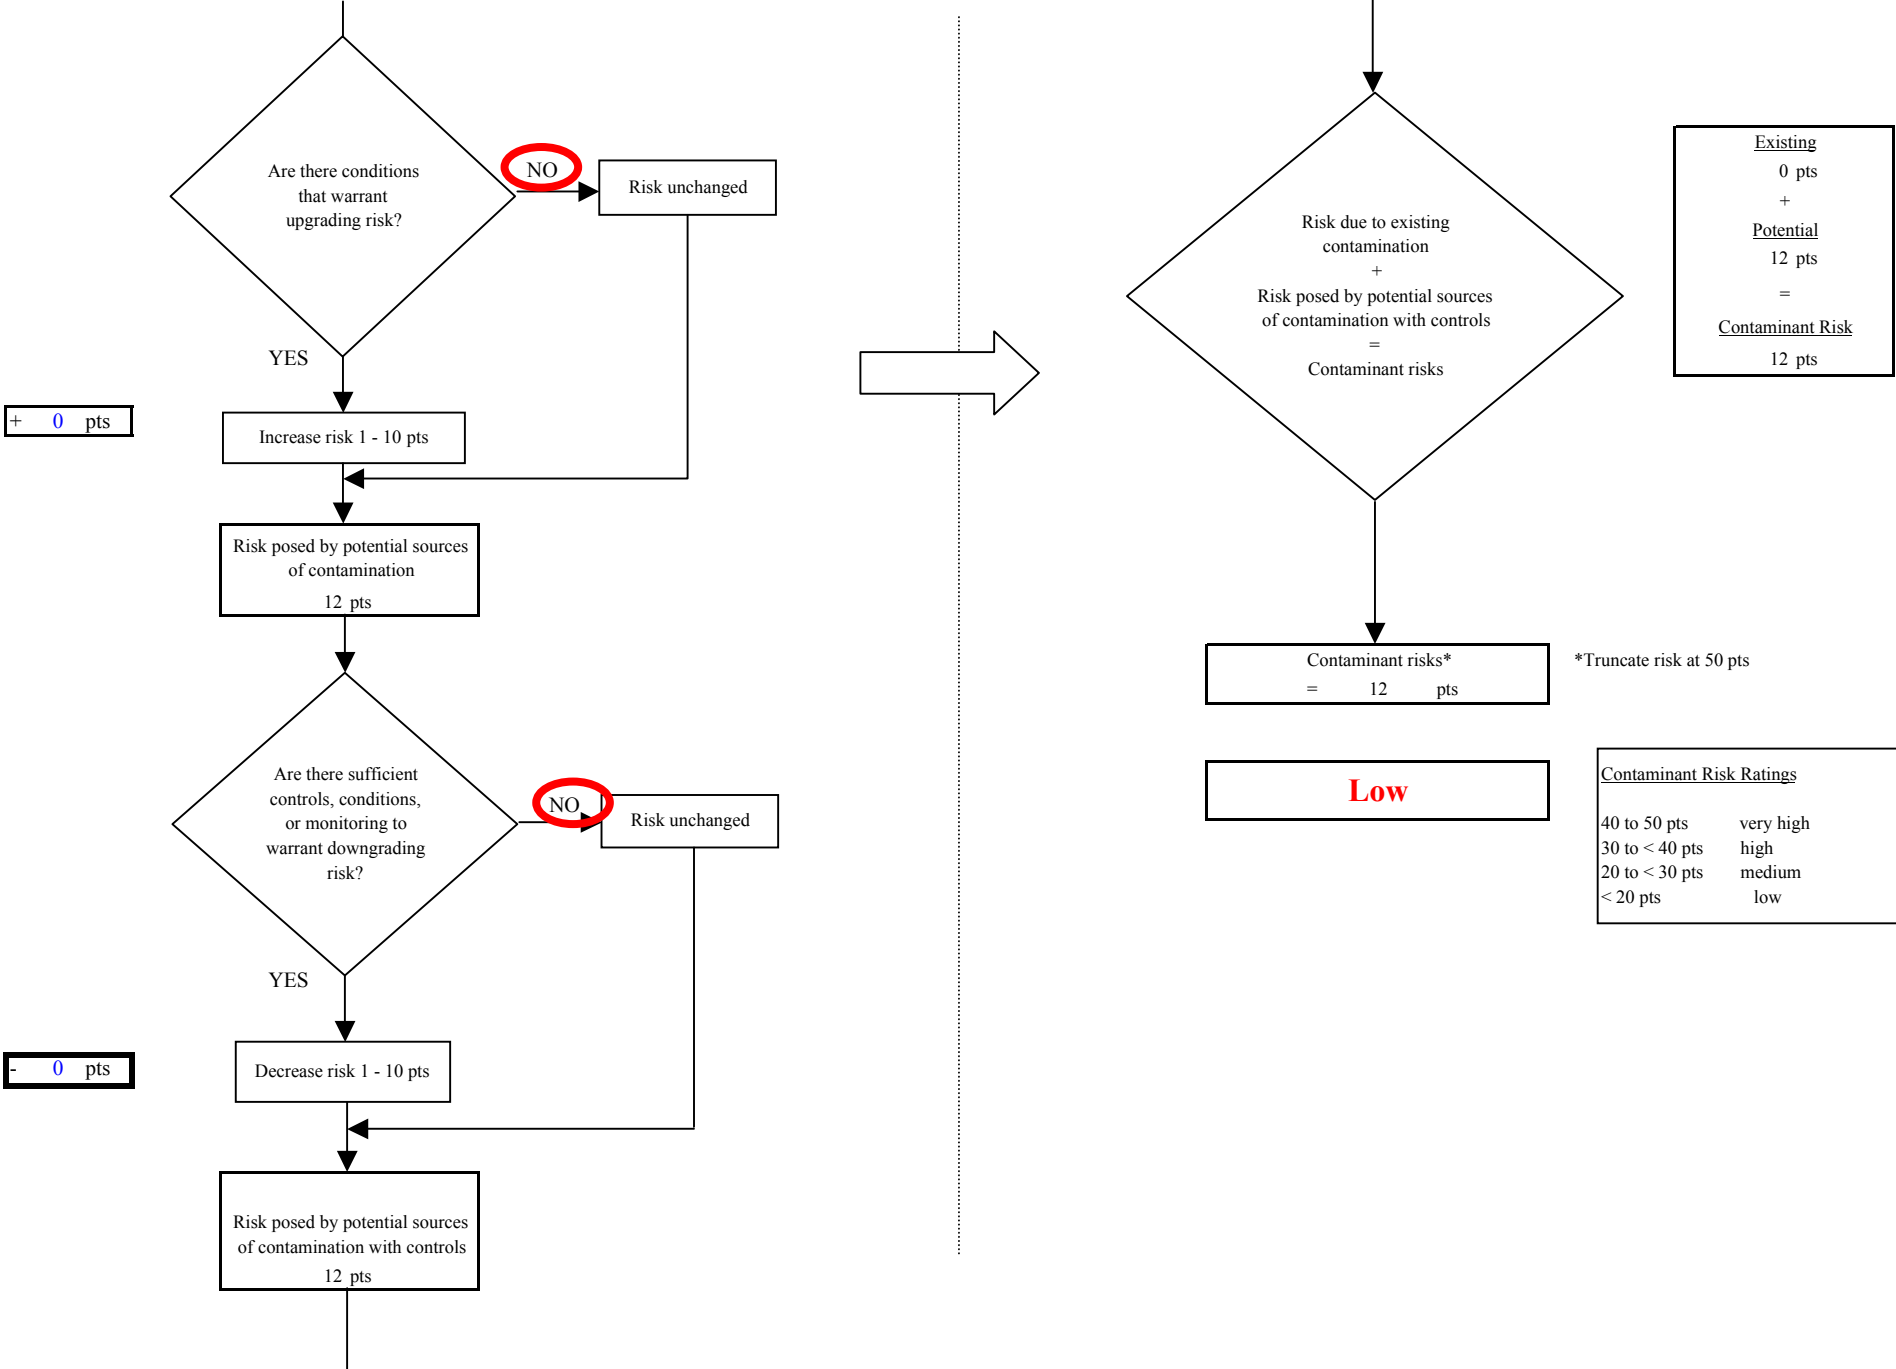 Are there conditions
that warrant
upgrading risk?
NO
Risk unchanged
YES
+ 0 pts
Increase risk 1 - 10 pts
Risk posed by potential sources
of contamination
12 pts
Are there sufficient
controls, conditions,
or monitoring to
warrant downgrading
risk?
NO
Risk unchanged
YES
- 0 pts
Decrease risk 1 - 10 pts
Risk posed by potential sources
of contamination with controls
12 pts
Risk due to existing
contamination
+
Risk posed by potential sources
of contamination with controls
=
Contaminant risks
Existing
0 pts
+
Potential
12 pts
=
Contaminant Risk
12 pts
Contaminant risks*
= 12 pts
*Truncate risk at 50 pts
Low
Contaminant Risk Ratings
40 to 50 pts very high
30 to < 40 pts high
20 to < 30 pts medium
< 20 pts low